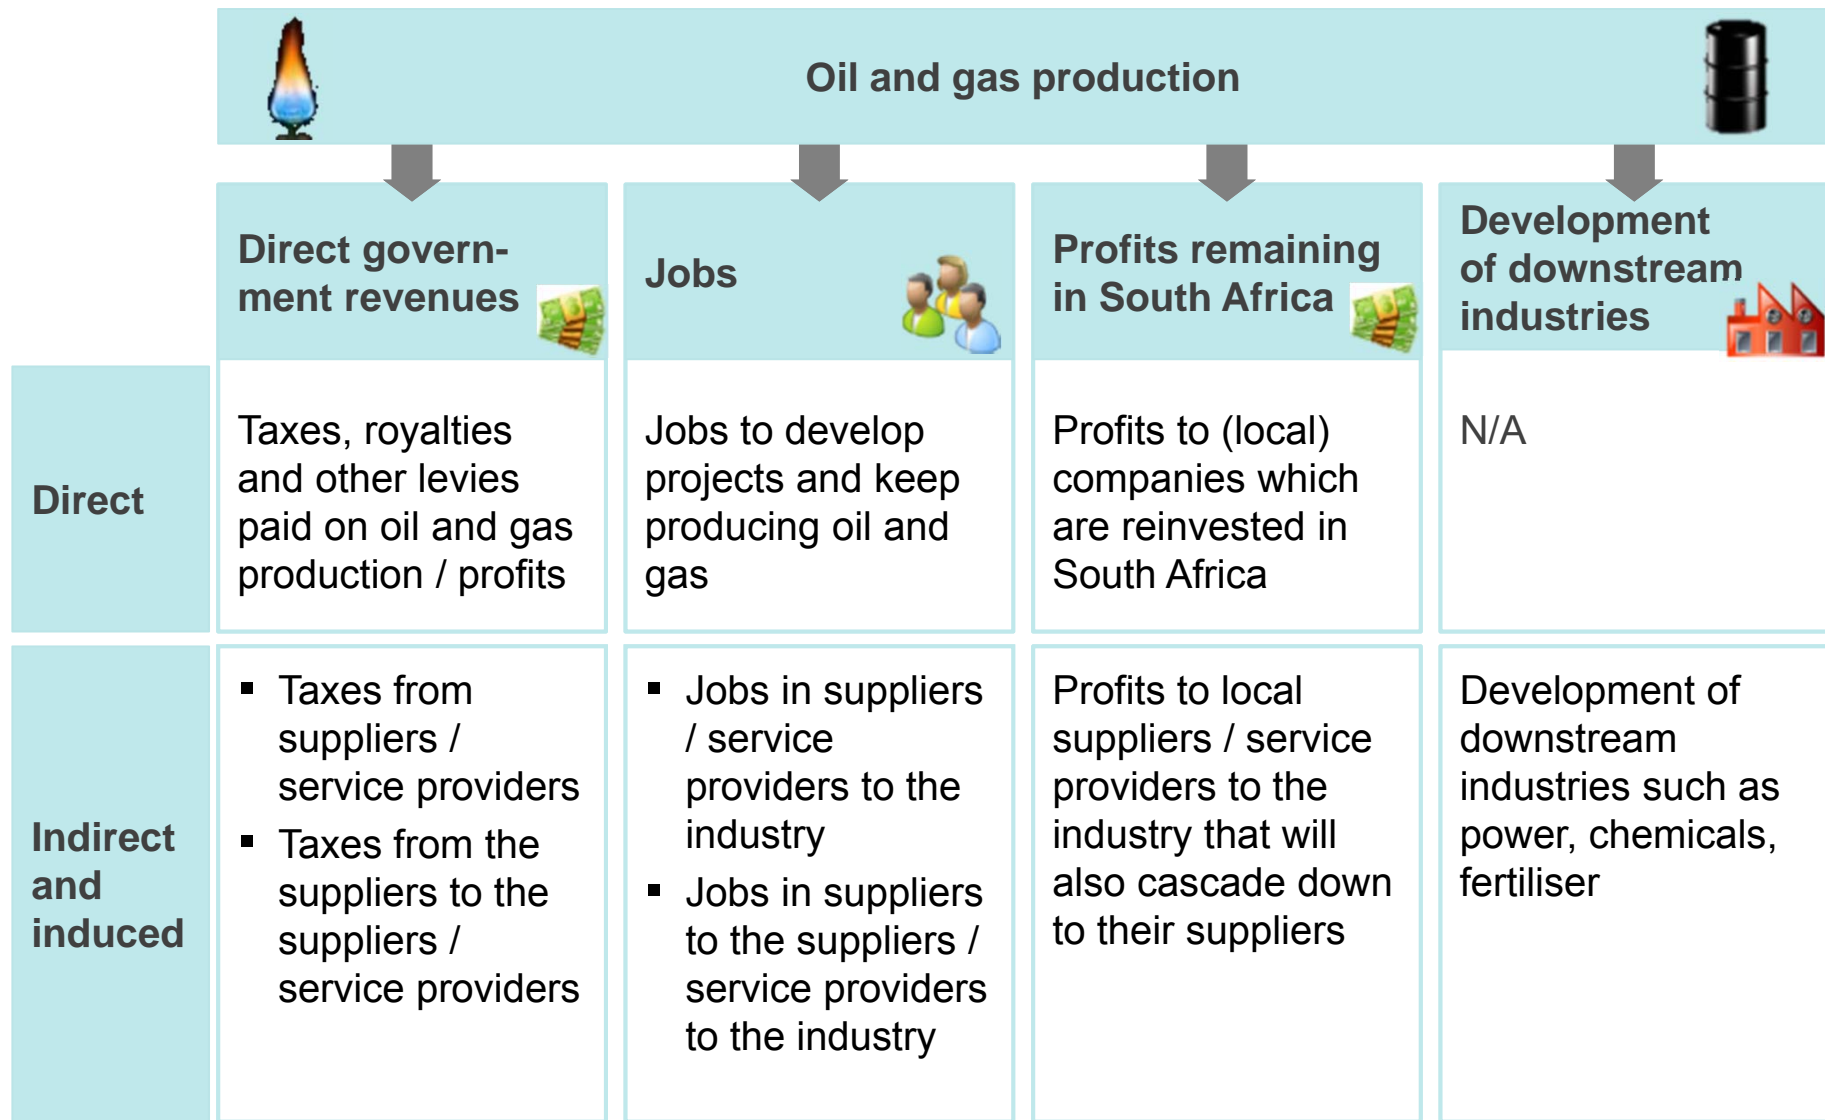 Oil and gas production
Direct govern-
ment revenues
Jobs
Profits remaining
in South Africa
Development
of downstream
industries
Direct
Taxes, royalties
and other levies
paid on oil and gas
production / profits
Jobs to develop
projects and keep
producing oil and
gas
Profits to (local)
companies which
are reinvested in
South Africa
N/A
Indirect
and
induced
▪ Taxes from
suppliers /
service providers
▪ Taxes from the
suppliers to the
suppliers /
service providers
▪ Jobs in suppliers
/ service
providers to the
industry
▪ Jobs in suppliers
to the suppliers /
service providers
to the industry
Profits to local
suppliers / service
providers to the
industry that will
also cascade down
to their suppliers
Development of
downstream
industries such as
power, chemicals,
fertiliser